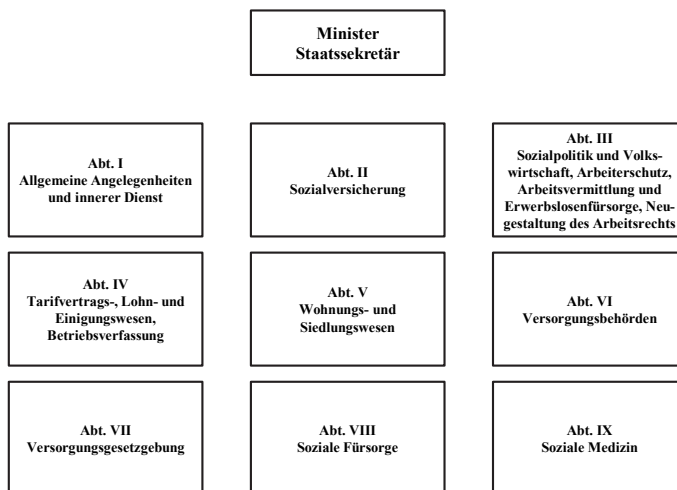 Minister
Staatssekretär
Abt. I
Allgemeine Angelegenheiten
und innerer Dienst
Abt. II
Sozialversicherung
Abt. III
Sozialpolitik und Volks-
wirtschaft, Arbeiterschutz,
Arbeitsvermittlung und
Erwerbslosenfürsorge, Neu-
gestaltung des Arbeitsrechts
Abt. IV
Tarifvertrags-, Lohn- und
Einigungswesen,
Betriebsverfassung
Abt. V
Wohnungs- und
Siedlungswesen
Abt. VI
Versorgungsbehörden
Abt. VII
Versorgungsgesetzgebung
Abt. VIII
Soziale Fürsorge
Abt. IX
Soziale Medizin